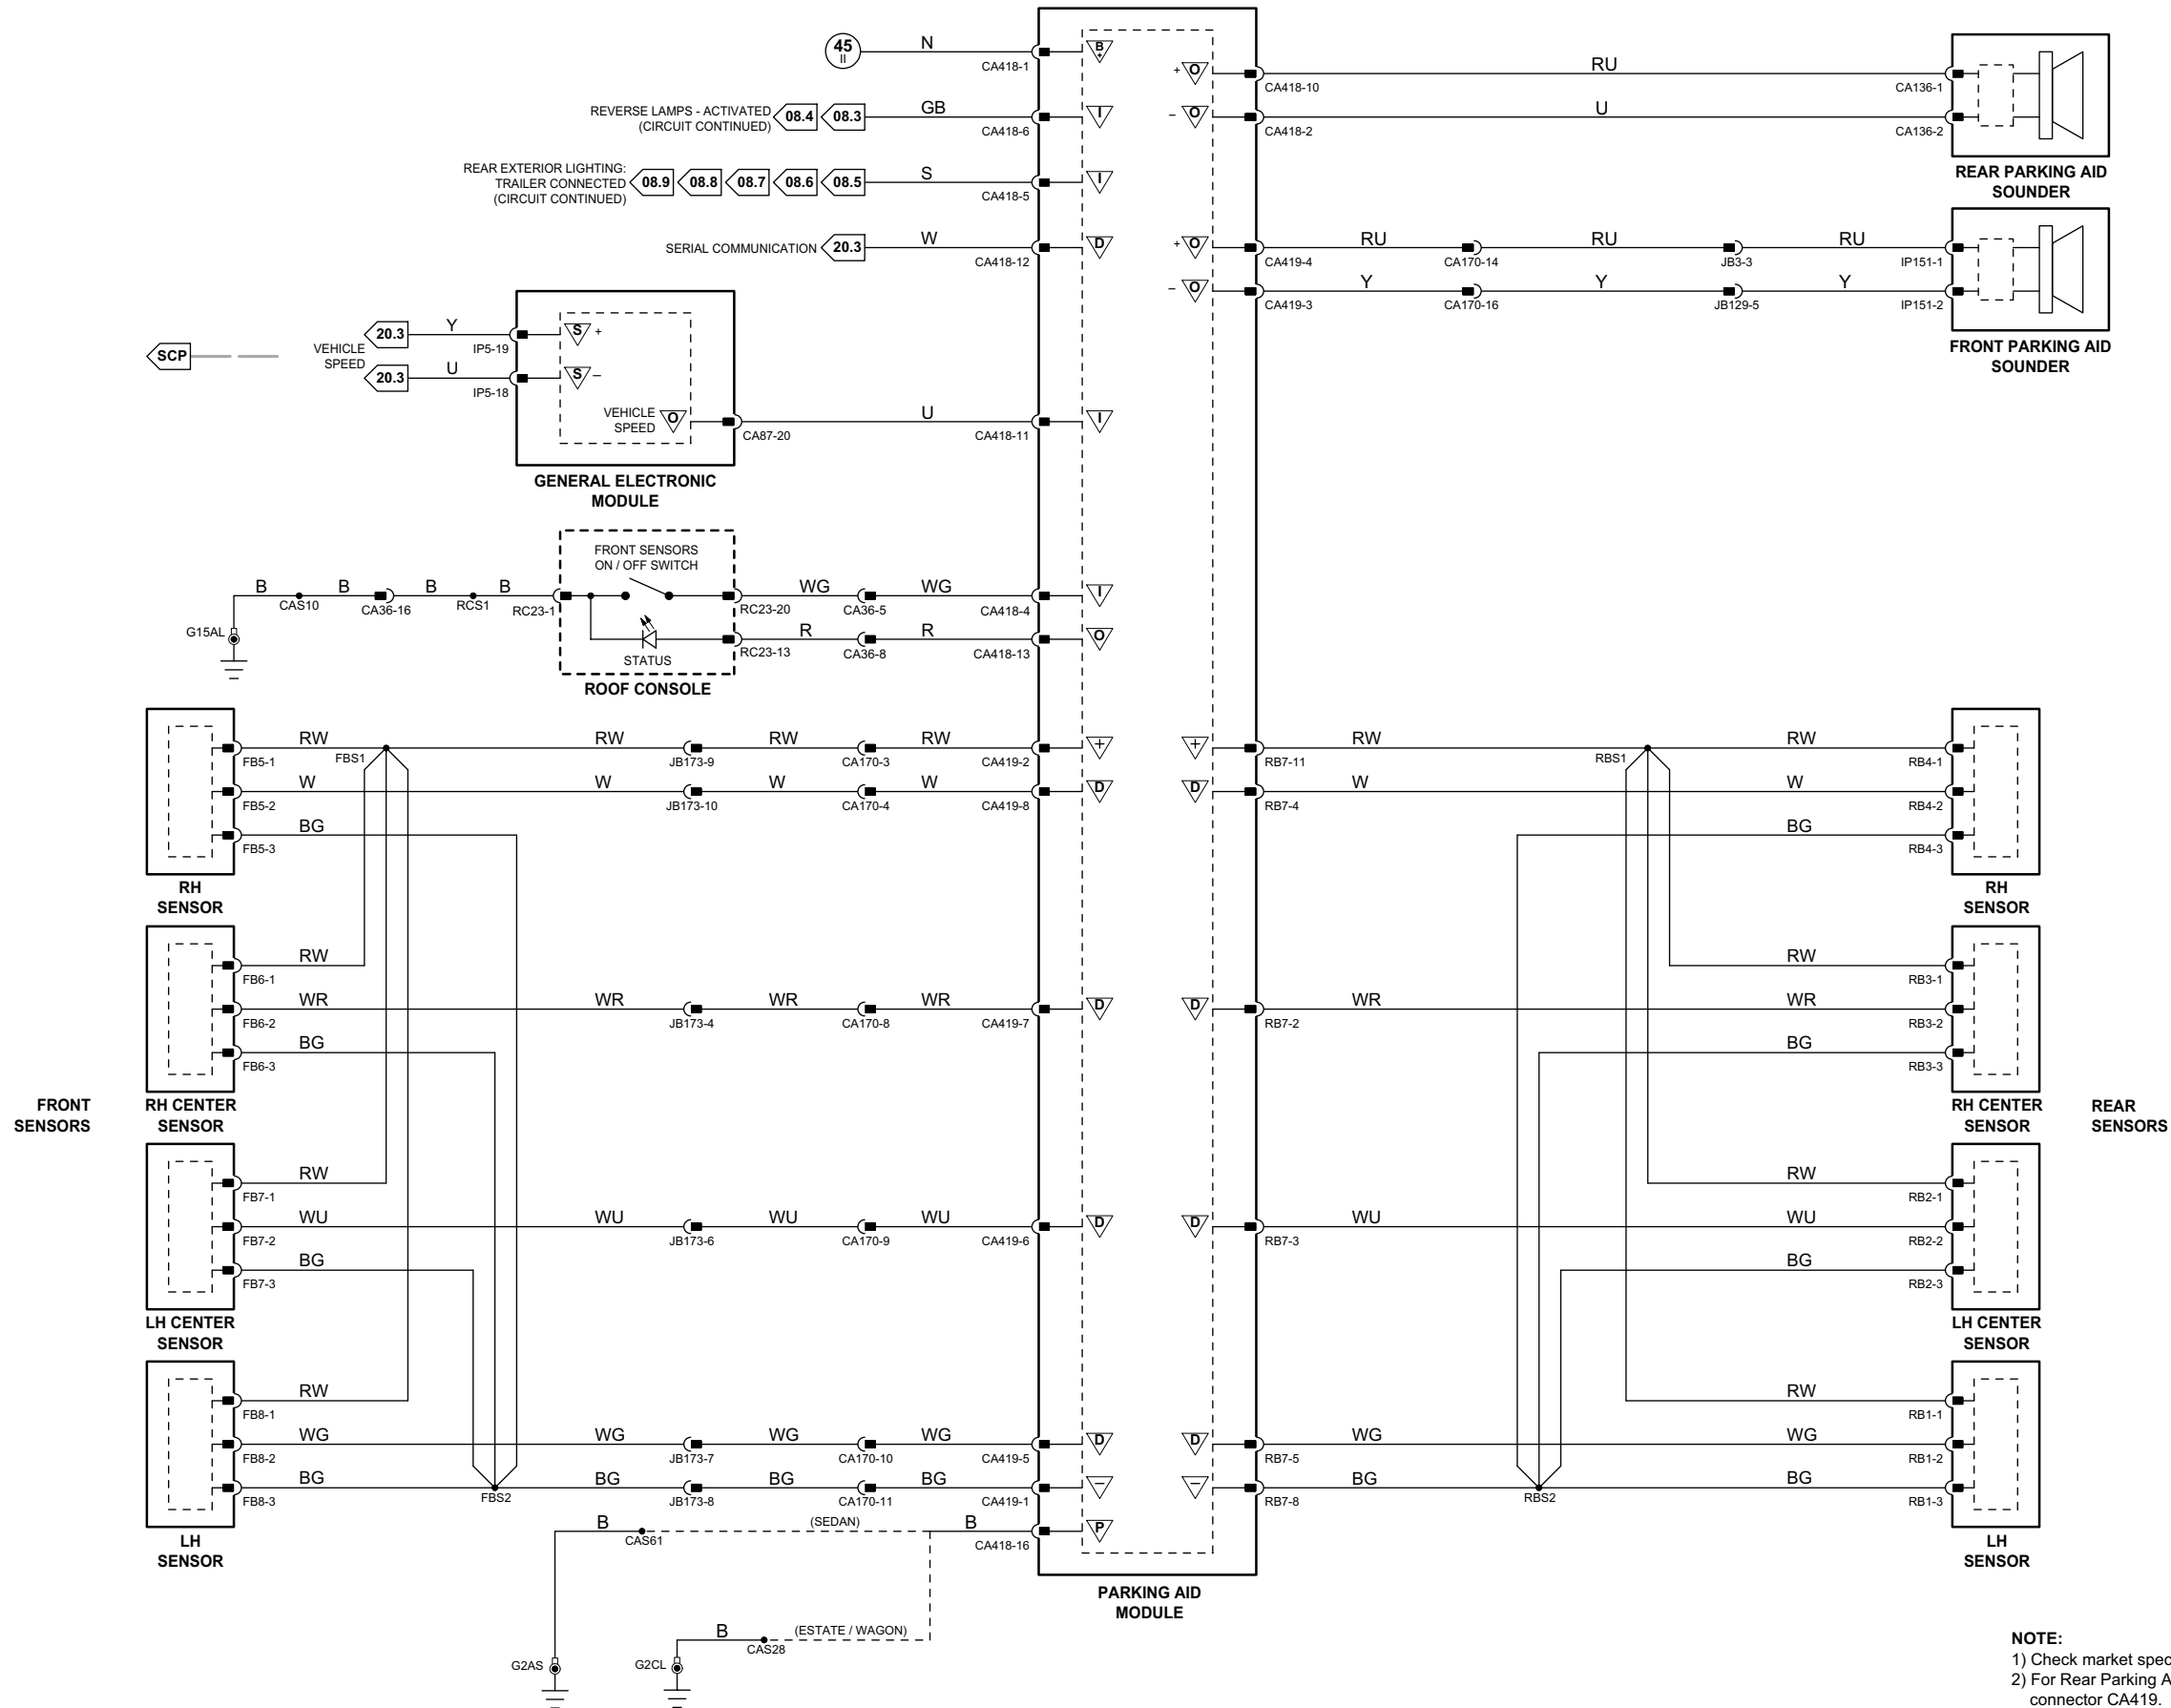 45
II
N
CA418-1
B
+
REVERSE LAMPS - ACTIVATED
(CIRCUIT CONTINUED)
08.4
08.3
GB
CA418-6
I
REAR EXTERIOR LIGHTING:
TRAILER CONNECTED
(CIRCUIT CONTINUED)
08.9
08.8
08.7
08.6
08.5
S
CA418-5
I
SERIAL COMMUNICATION
20.3
W
CA418-12
D
+ O
CA418-10
RU
CA136-1
– O
CA418-2
U
CA136-2
REAR PARKING AID
SOUNDER
+ O
CA419-4
RU
CA170-14
RU
JB3-3
RU
IP151-1
– O
CA419-3
Y
CA170-16
Y
JB129-5
Y
IP151-2
FRONT PARKING AID
SOUNDER
SCP
VEHICLE
SPEED
20.3
Y
IP5-19
S +
20.3
U
IP5-18
S –
VEHICLE
SPEED
O
CA87-20
U
CA418-11
I
GENERAL ELECTRONIC
MODULE
FRONT SENSORS
ON / OFF SWITCH
G15AL
B
CAS10
B
CA36-16
B
RCS1
B
RC23-1
RC23-20
WG
CA36-5
WG
CA418-4
I
STATUS
RC23-13
R
CA36-8
R
CA418-13
O
ROOF CONSOLE
FB5-1
RW
FBS1
RW
JB173-9
RW
CA170-3
RW
CA419-2
+
+
RB7-11
RW
RBS1
RW
RB4-1
FB5-2
W
W
JB173-10
W
CA170-4
W
CA419-8
D
D
RB7-4
W
W
RB4-2
FB5-3
BG
BG
RB4-3
RH
SENSOR
RH
SENSOR
FB6-1
RW
RW
RB3-1
FB6-2
WR
WR
JB173-4
WR
CA170-8
WR
CA419-7
D
D
RB7-2
WR
WR
RB3-2
FB6-3
BG
BG
RB3-3
FRONT
SENSORS
RH CENTER
SENSOR
RH CENTER
SENSOR
REAR
SENSORS
FB7-1
RW
RW
RB2-1
FB7-2
WU
WU
JB173-6
WU
CA170-9
WU
CA419-6
D
D
RB7-3
WU
WU
RB2-2
FB7-3
BG
BG
RB2-3
LH CENTER
SENSOR
LH CENTER
SENSOR
FB8-1
RW
RW
RB1-1
FB8-2
WG
WG
JB173-7
WG
CA170-10
WG
CA419-5
D
D
RB7-5
WG
WG
RB1-2
FB8-3
BG
FBS2
BG
JB173-8
BG
CA170-11
BG
CA419-1
–
–
RB7-8
BG
RBS2
BG
RB1-3
LH
SENSOR
LH
SENSOR
B
CAS61
(SEDAN)
B
CA418-16
P
PARKING AID
MODULE
B
CAS28
(ESTATE / WAGON)
G2AS
G2CL
NOTE:
1) Check market spec
2) For Rear Parking A
connector CA419.